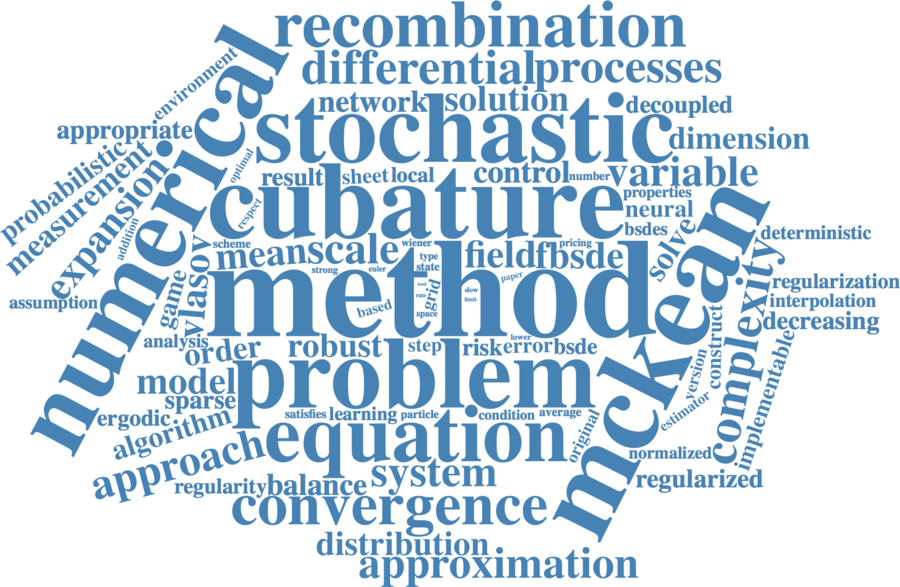 recombination
differential processes
environment
network solution
decoupled
stochastic
appropriate
dimension
numerical
probabilistic
optimal
result sheet local
control number variable
measurement
cubature
properties
expansion
respect
neural
addition
bsdes
solve
deterministic
scheme
mean scale
wiener
field fbsde
pricing
type
state
strong
euler
paper
method
mckean
vlasov
game
assumption
based
tool
rate
space
grid
slow
limit
complexity
regularization
interpolation
decreasing
analysis
order
robust
step
risk error bsde
lower
version
construct
implementable
problem
model
sparse
ergodic
algorithm
satisfies learning particle
condition average
original
estimator
equation
approach
normalized
system
regularity balance
regularized
convergence
distribution
approximation